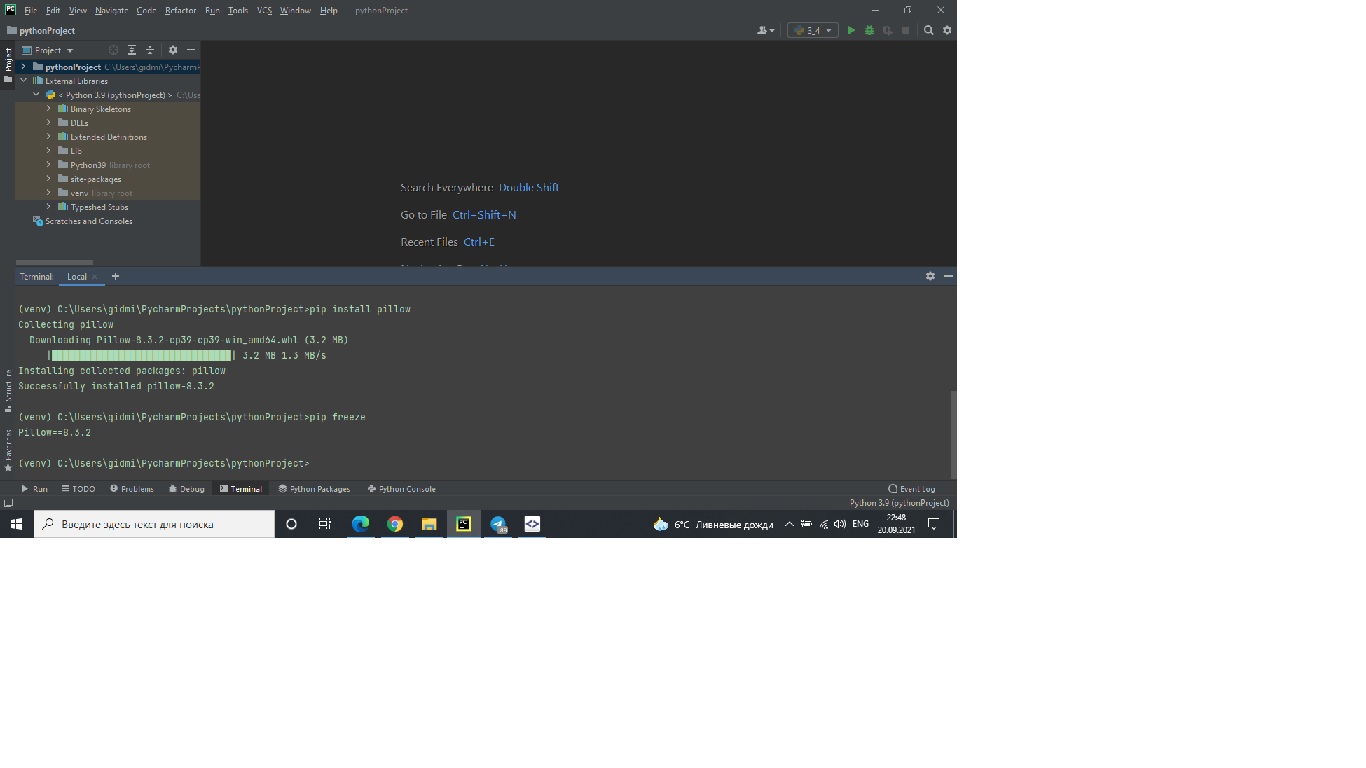 PC File Edit View Navigate Code Refactor Run Tools VCS Window Help pythonProject
pythonProject
3_4
Project
Project
pythonProject C:\Users\gidmi\PycharmP
External Libraries
< Python 3.9 (pythonProject) > C:\Use
Binary Skeletons
DLLs
Extended Definitions
Lib
Python39 library root
site-packages
venv library root
Typeshed Stubs
Scratches and Consoles
Search Everywhere Double Shift
Go to File Ctrl+Shift+N
Recent Files Ctrl+E
Terminal: Local × +
(venv) C:\Users\gidmi\PycharmProjects\pythonProject>pip install pillow
Collecting pillow
Downloading Pillow-8.3.2-cp39-cp39-win_amd64.whl (3.2 MB)
| | 3.2 MB 1.3 MB/s
Installing collected packages: pillow
Successfully installed pillow-8.3.2
(venv) C:\Users\gidmi\PycharmProjects\pythonProject>pip freeze
Pillow==8.3.2
(venv) C:\Users\gidmi\PycharmProjects\pythonProject>
Structure
Favorites
Run TODO Problems Debug Terminal Python Packages Python Console Event Log
Python 3.9 (pythonProject)
Введите здесь текст для поиска
6°C Ливневые дожди
ENG
22:48
20.09.2021